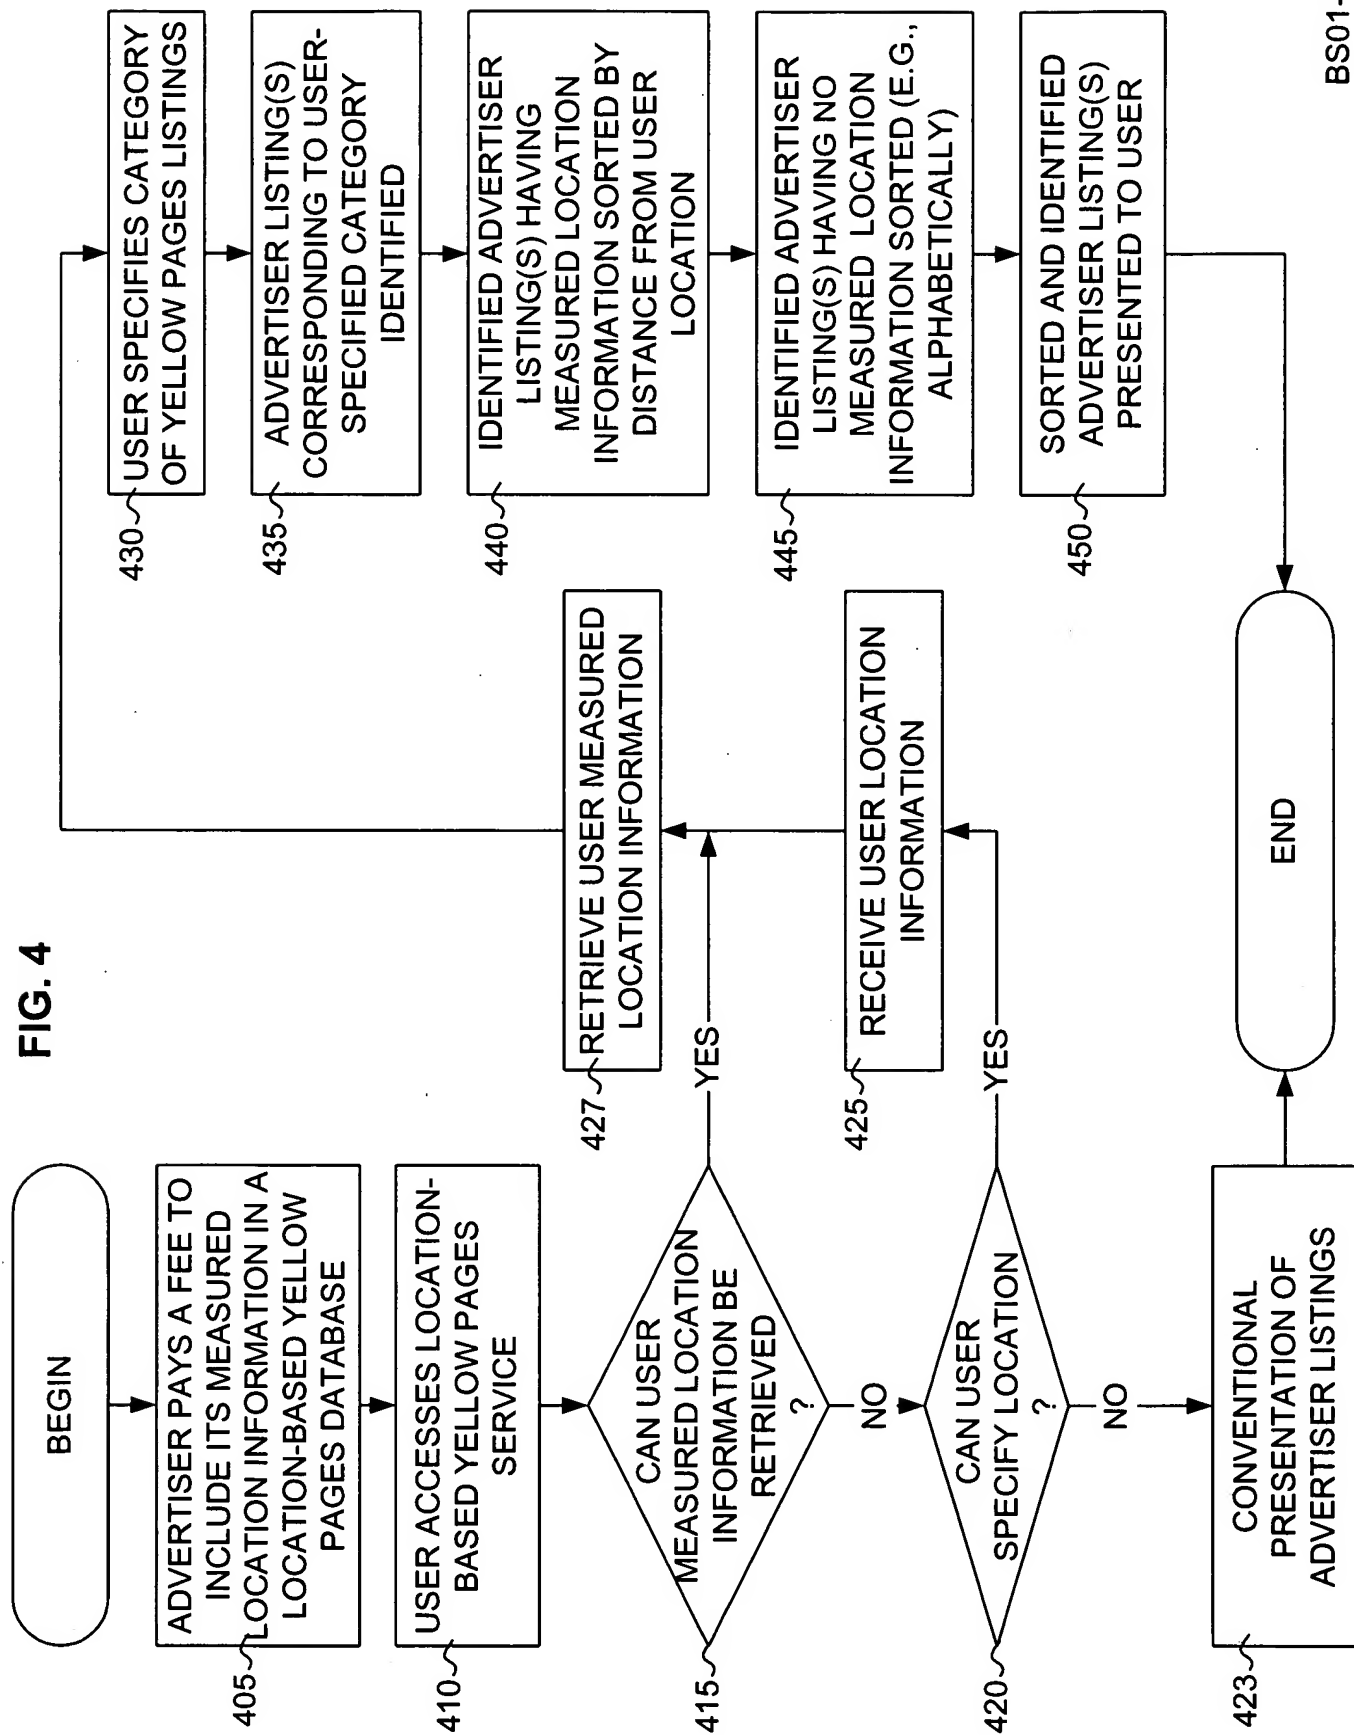 FIG. 4
BEGIN
405
ADVERTISER PAYS A FEE TO
INCLUDE ITS MEASURED
LOCATION INFORMATION IN A
LOCATION-BASED YELLOW
PAGES DATABASE
410
USER ACCESSES LOCATION-
BASED YELLOW PAGES
SERVICE
415
CAN USER
MEASURED LOCATION
INFORMATION BE
RETRIEVED
?
YES
NO
420
CAN USER
SPECIFY LOCATION
?
YES
NO
423
CONVENTIONAL
PRESENTATION OF
ADVERTISER LISTINGS
427
RETRIEVE USER MEASURED
LOCATION INFORMATION
425
RECEIVE USER LOCATION
INFORMATION
430
USER SPECIFIES CATEGORY
OF YELLOW PAGES LISTINGS
435
ADVERTISER LISTING(S)
CORRESPONDING TO USER-
SPECIFIED CATEGORY
IDENTIFIED
440
IDENTIFIED ADVERTISER
LISTING(S) HAVING
MEASURED LOCATION
INFORMATION SORTED BY
DISTANCE FROM USER
LOCATION
445
IDENTIFIED ADVERTISER
LISTING(S) HAVING NO
MEASURED LOCATION
INFORMATION SORTED (E.G.,
ALPHABETICALLY)
450
SORTED AND IDENTIFIED
ADVERTISER LISTING(S)
PRESENTED TO USER
END
BS01-